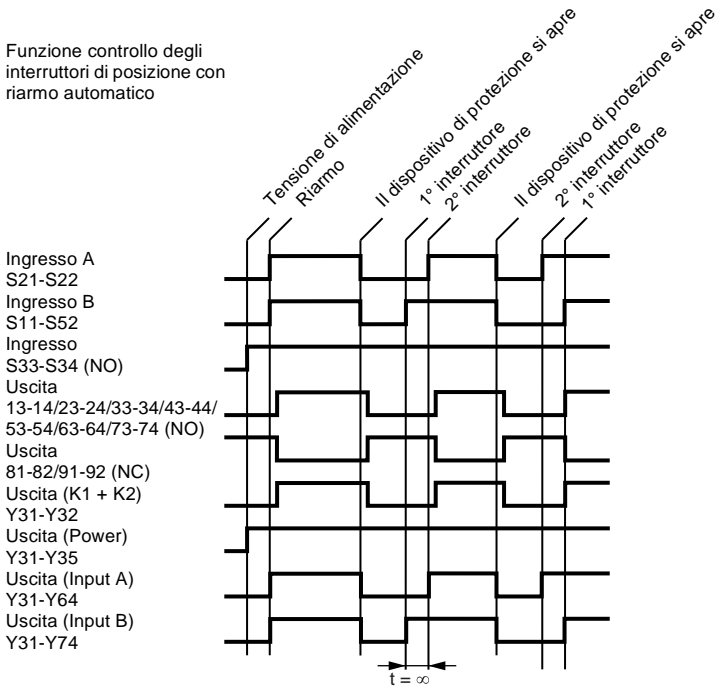 Funzione controllo degli
interruttori di posizione con
riarmo automatico
Tensione di alimentazione
Riarmo
Il dispositivo di protezione si apre
1° interruttore
2° interruttore
Il dispositivo di protezione si apre
2° interruttore
1° interruttore
Ingresso A
S21-S22
Ingresso B
S11-S52
Ingresso
S33-S34 (NO)
Uscita
13-14/23-24/33-34/43-44/
53-54/63-64/73-74 (NO)
Uscita
81-82/91-92 (NC)
Uscita (K1 + K2)
Y31-Y32
Uscita (Power)
Y31-Y35
Uscita (Input A)
Y31-Y64
Uscita (Input B)
Y31-Y74
t = ∞